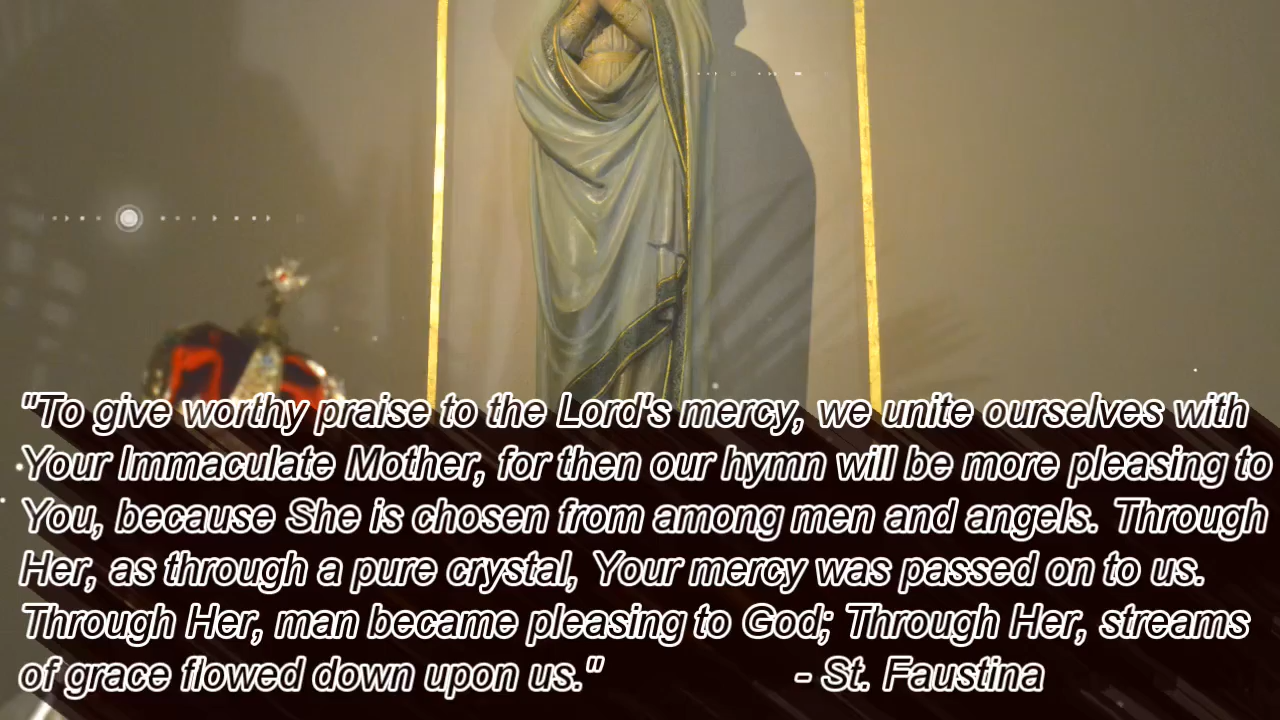 "To give worthy praise to the Lord's mercy, we unite ourselves with
Your Immaculate Mother, for then our hymn will be more pleasing to
You, because She is chosen from among men and angels. Through
Her, as through a pure crystal, Your mercy was passed on to us.
Through Her, man became pleasing to God; Through Her, streams
of grace flowed down upon us." - St. Faustina